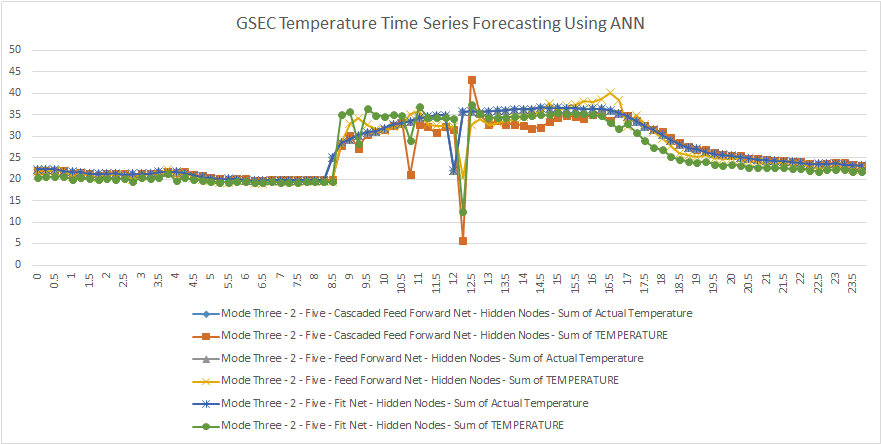 GSEC Temperature Time Series Forecasting Using ANN
50
45
40
35
30
25
20
15
10
5
0
0 0.5 1 1.5 2 2.5 3 3.5 4 4.5 5 5.5 6 6.5 7 7.5 8 8.5 9 9.5 10 10.5 11 11.5 12 12.5 13 13.5 14 14.5 15 15.5 16 16.5 17 17.5 18 18.5 19 19.5 20 20.5 21 21.5 22 22.5 23 23.5
Mode Three - 2 - Five - Cascaded Feed Forward Net - Hidden Nodes - Sum of Actual Temperature
Mode Three - 2 - Five - Cascaded Feed Forward Net - Hidden Nodes - Sum of TEMPERATURE
Mode Three - 2 - Five - Feed Forward Net - Hidden Nodes - Sum of Actual Temperature
Mode Three - 2 - Five - Feed Forward Net - Hidden Nodes - Sum of TEMPERATURE
Mode Three - 2 - Five - Fit Net - Hidden Nodes - Sum of Actual Temperature
Mode Three - 2 - Five - Fit Net - Hidden Nodes - Sum of TEMPERATURE